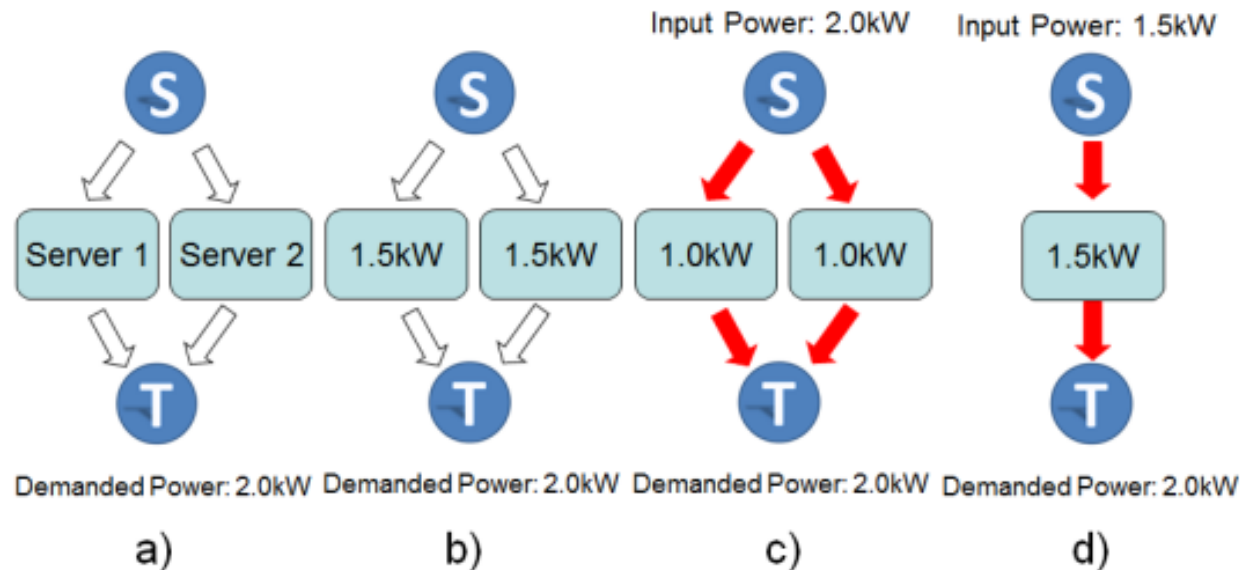 Input Power: 2.0kW Input Power: 1.5kW
S S S S
Server 1 Server 2 1.5kW 1.5kW 1.0kW 1.0kW 1.5kW
T T T T
Demanded Power: 2.0kW Demanded Power: 2.0kW Demanded Power: 2.0kW Demanded Power: 2.0kW
a) b) c) d)